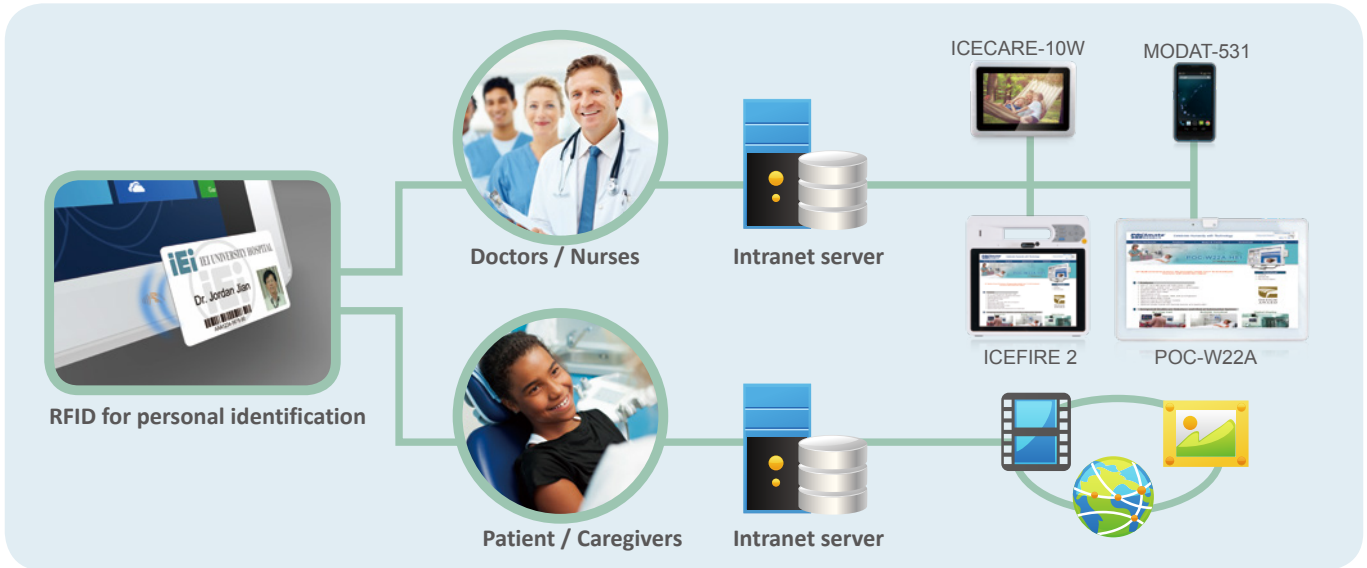 ICECARE-10W
MODAT-531
iEi IEI UNIVERSITY HOSPITAL
Dr. Jordan Jian
Doctors / Nurses
Intranet server
ICEFIRE 2
POC-W22A
RFID for personal identification
Patient / Caregivers
Intranet server